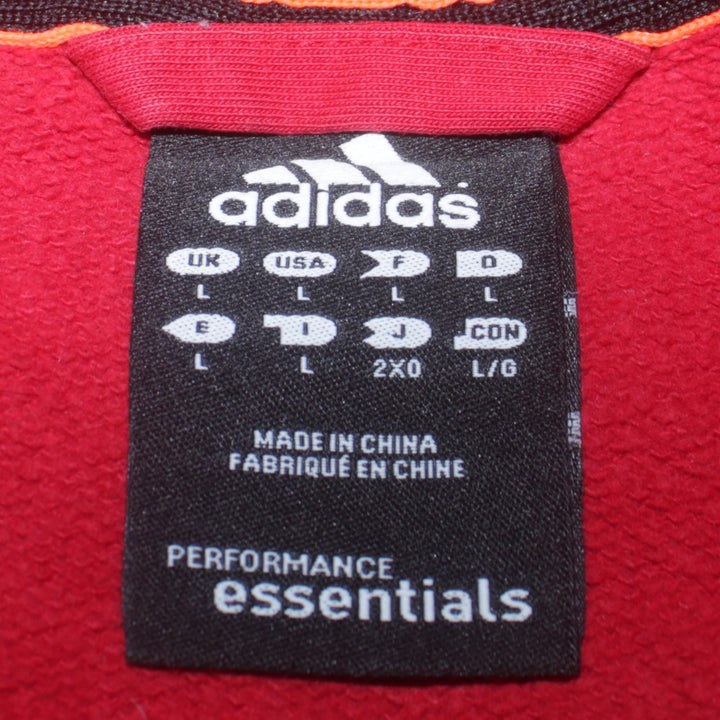 adidas
UK USA F D
L L L L
E I J CON
L L 2XO L/G
MADE IN CHINA
FABRIQUÉ EN CHINE
PERFORMANCE
essentials